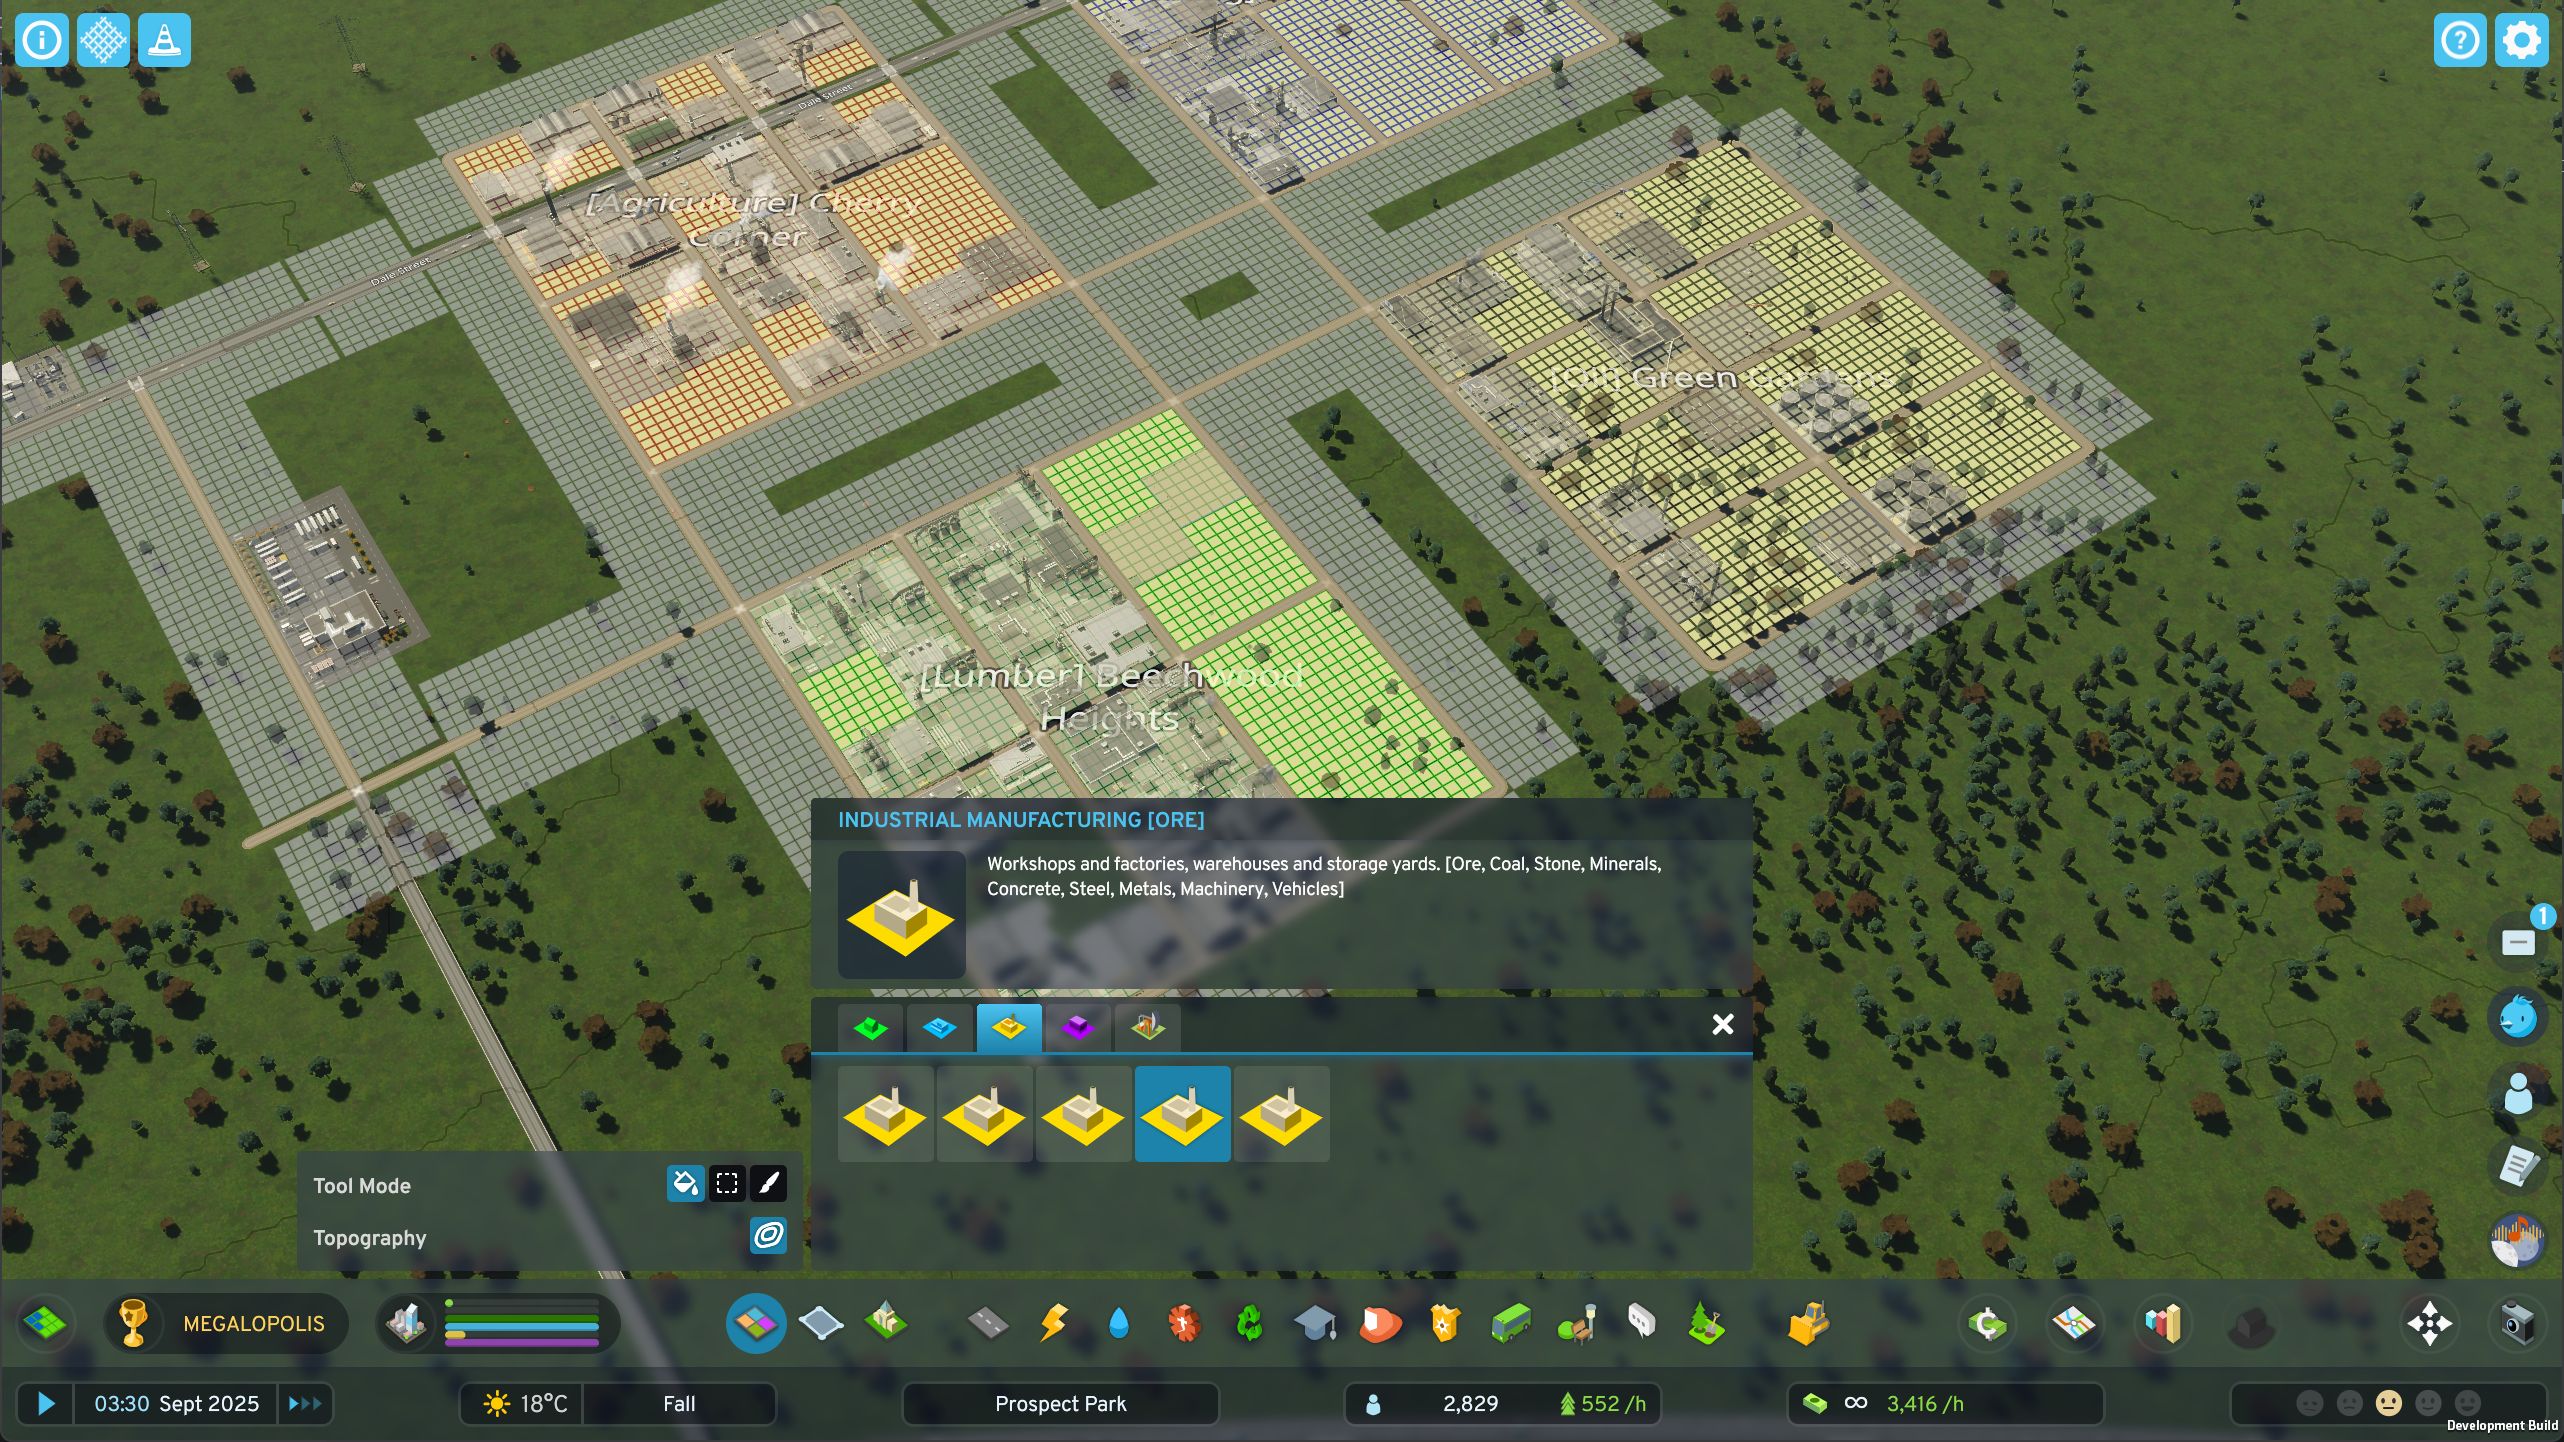 Dale Street
Dale Street
[Agriculture] Cherry
Corner
[Oil] Green Gardens
[Lumber] Beechwood
Heights
INDUSTRIAL MANUFACTURING [ORE]
Workshops and factories, warehouses and storage yards. [Ore, Coal, Stone, Minerals,
Concrete, Steel, Metals, Machinery, Vehicles]
1
Tool Mode
Topography
MEGALOPOLIS
03:30 Sept 2025
18°C
Fall
Prospect Park
2,829
552 /h
∞
3,416 /h
Development Build